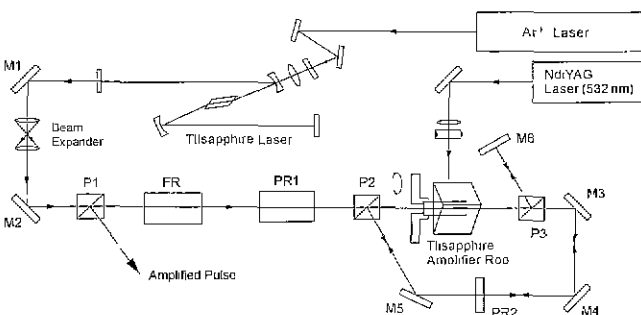 Ar+ Laser
Nd:YAG
Laser (532 nm)
M1
Beam
Expander
Ti:sapphire Laser
M6
P1
FR
PR1
P2
M3
M2
P3
Ti:sapphire
Amplifier Rod
Amplified Pulse
M5
PR2
M4